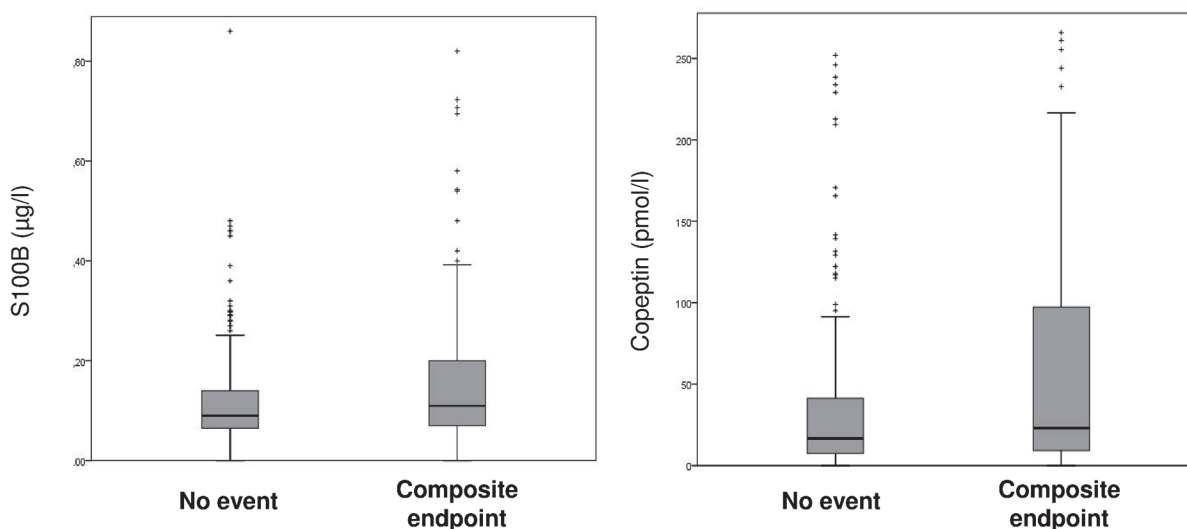 S100B (µg/l)
,80
,60
,40
,20
,00
No event
Composite
endpoint
Copeptin (pmol/l)
250
200
150
100
50
0
No event
Composite
endpoint